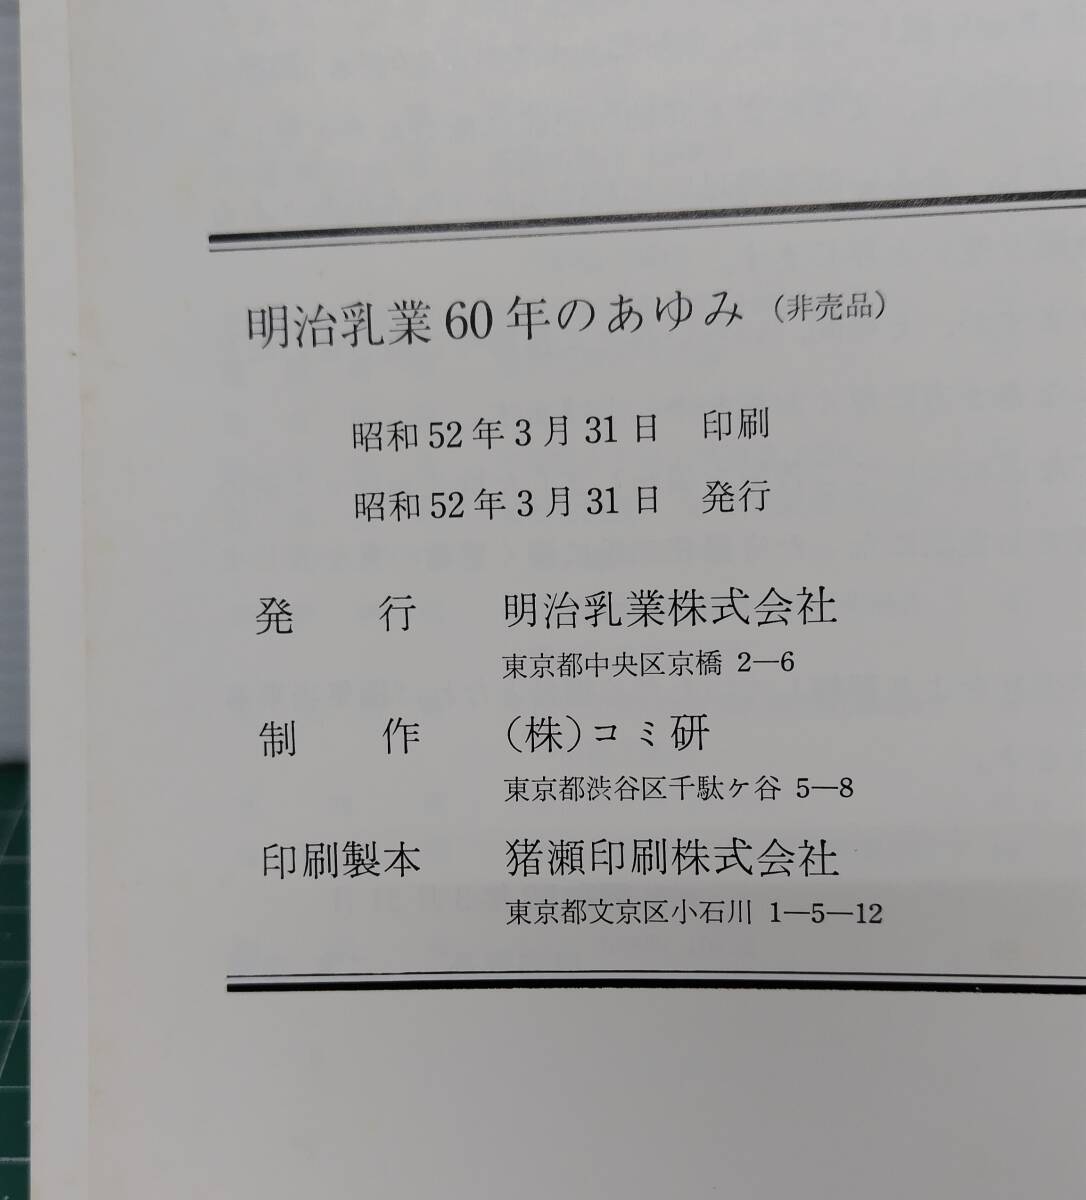 明治乳業60年のあゆみ（非売品）
昭和52年3月31日 印刷
昭和52年3月31日 発行
発行 明治乳業株式会社
東京都中央区京橋 2―6
制作 （株）コミ研
東京都渋谷区千駄ケ谷 5―8
印刷製本 猪瀬印刷株式会社
東京都文京区小石川 1―5―12